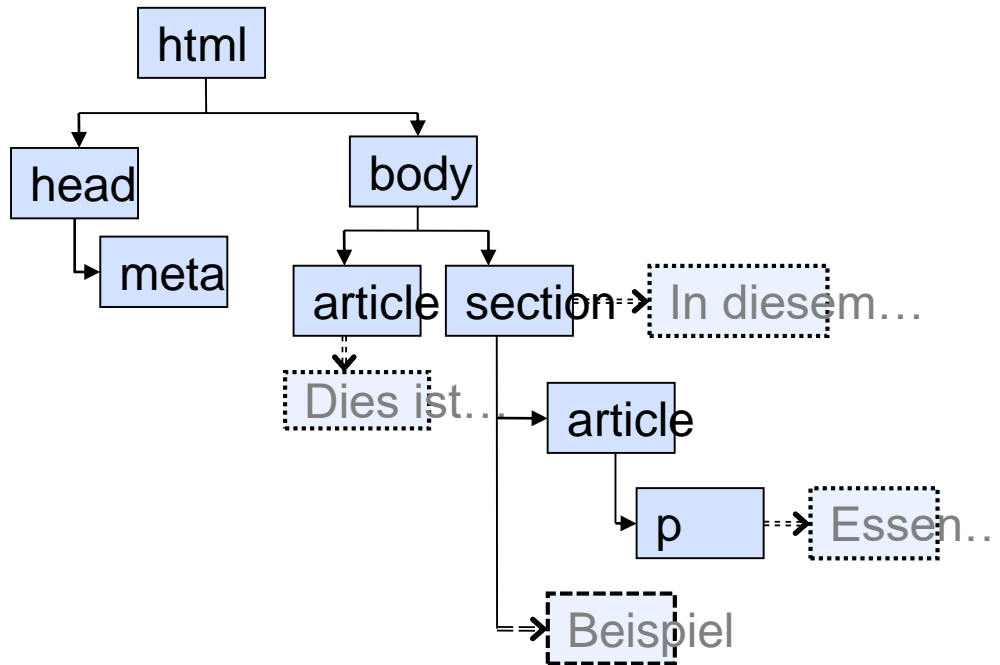 html
head
body
meta
article
section
In diesem…
Dies ist…
article
p
Essen…
Beispiel